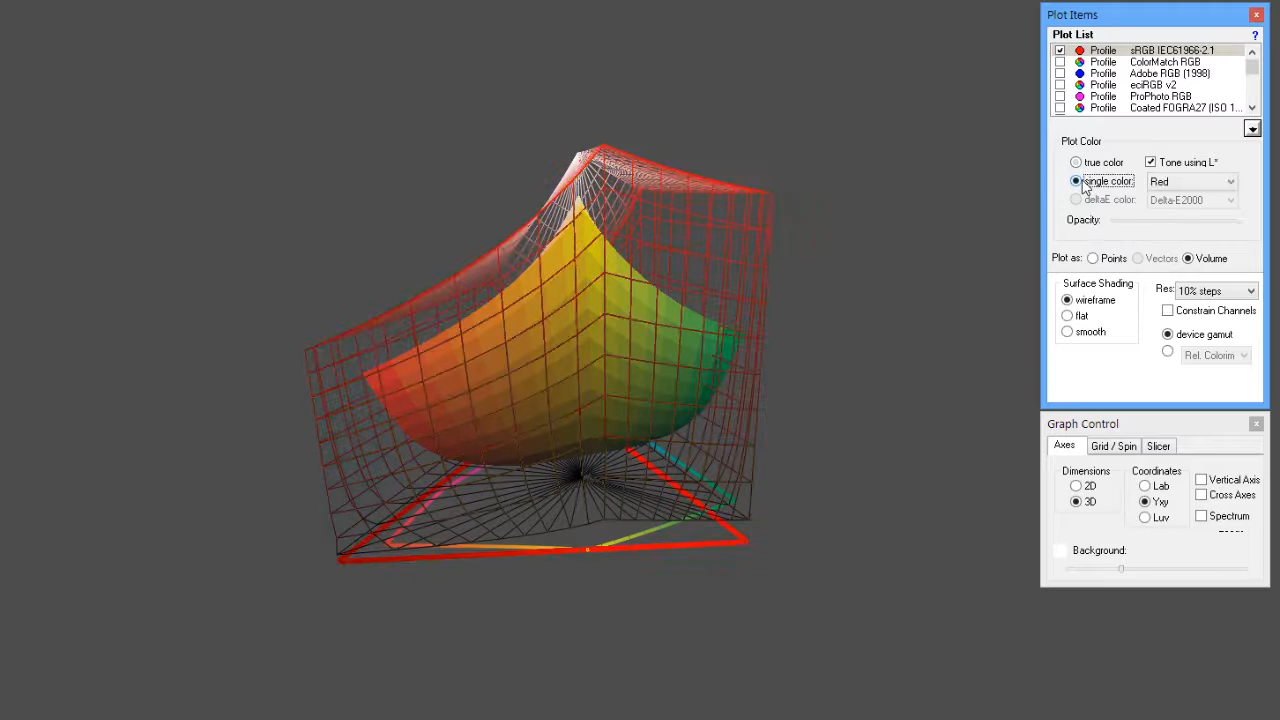 Plot Items x
Plot List ?
Profile sRGB IEC61966-2.1
Profile ColorMatch RGB
Profile Adobe RGB (1998)
Profile eciRGB v2
Profile ProPhoto RGB
Profile Coated FOGRA27 (ISO 1...
Plot Color
true color Tone using L*
single color: Red
deltaE color: Delta-E2000
Opacity:
Plot as: Points Vectors Volume
Surface Shading Res: 10% steps
wireframe Constrain Channels
flat
smooth device gamut
Rel. Colorim
Graph Control x
Axes Grid / Spin Slicer
Dimensions Coordinates
2D Lab Vertical Axis
3D Yxy Cross Axes
Luv Spectrum
Background: